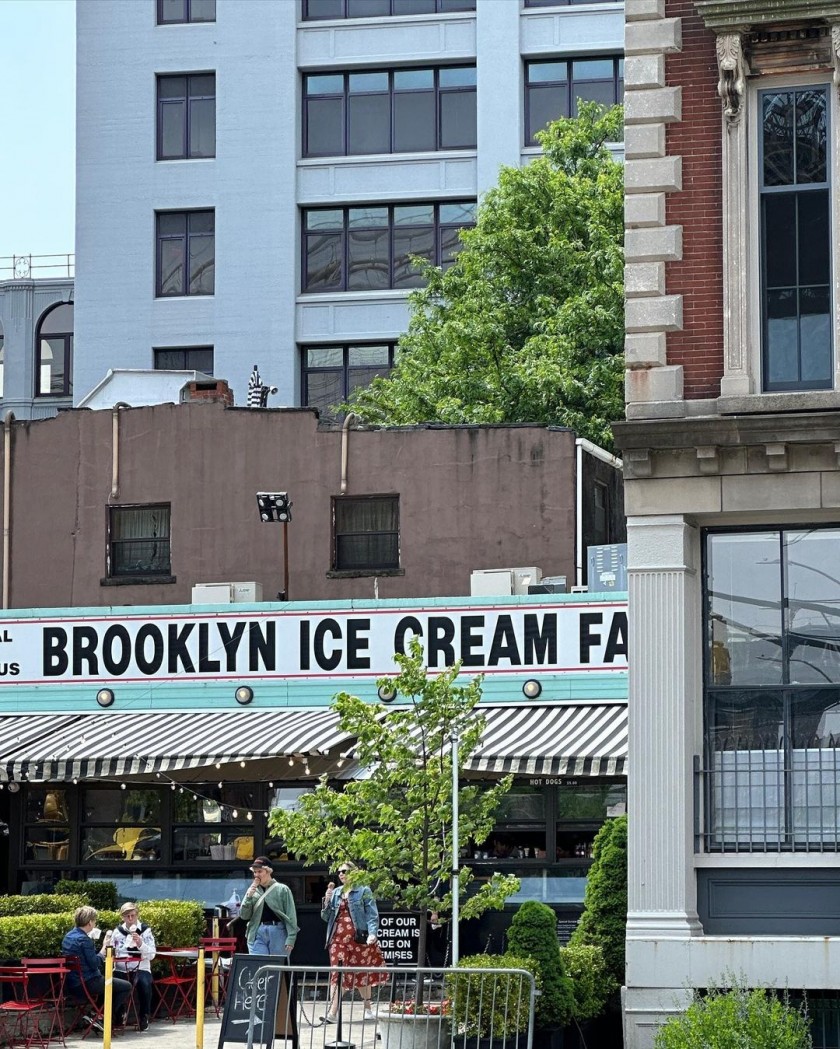 AL
US
BROOKLYN ICE CREAM FA
HOT DOGS
OF OUR
CREAM IS
ADE ON
EMISES
Order
Here